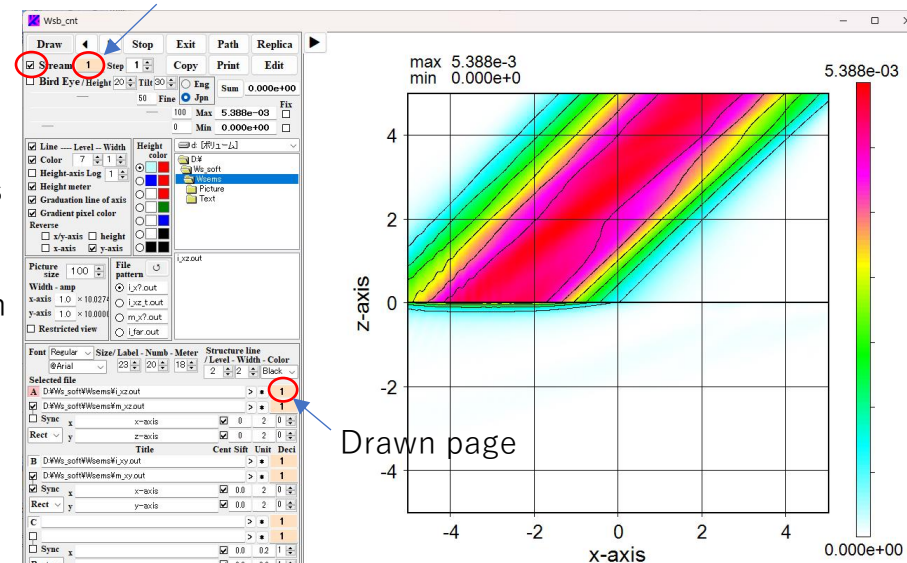 Wsb_cnt
Draw Stop Exit Path Replica
Stream 1 Step 1 Copy Print Edit
Bird Eye / Height 20 Tilt 30 Eng Sum 0.000e+00
50 Fine Jpn
Fix
100 Max 5.388e-03
0 Min 0.000e+00
Line ---- Level -- Width
Color 7 1
Height-axis Log 1
Height meter
Graduation line of axis
Gradient pixel color
Reverse
x/y-axis height
x-axis y-axis
Height color
d: [ボリューム]
D:¥
Ws_soft
Wsems
Picture
Text
i_xz.out
Picture size 100
Width - amp
x-axis 1.0 × 10.0274
y-axis 1.0 × 10.0000
Restricted view
File pattern
i_x?.out
i_xz_t.out
m_x?.out
i_far.out
Font Regular Size/ Label - Numb - Meter Structure line
/ Level - Width - Color
@Arial 23 20 18 2 2 Black
Selected file
A D:¥Ws_soft¥Wsems¥i_xz.out > * 1
D:¥Ws_soft¥Wsems¥m_xz.out > * 1
Sync x x-axis 0 2 0
Rect y z-axis 0 2 0
Title Cent Sift Unit Deci
B D:¥Ws_soft¥Wsems¥i_xy.out > * 1
D:¥Ws_soft¥Wsems¥m_xy.out > * 1
Sync x x-axis 0.0 2 0
Rect y y-axis 0.0 2 0
C > * 1
> * 1
Sync x 0.0 0.2 1
max 5.388e-3
min 0.000e+0
5.388e-03
4
2
0
-2
-4
z-axis
-4 -2 0 2 4
x-axis
0.000e+00
Drawn page